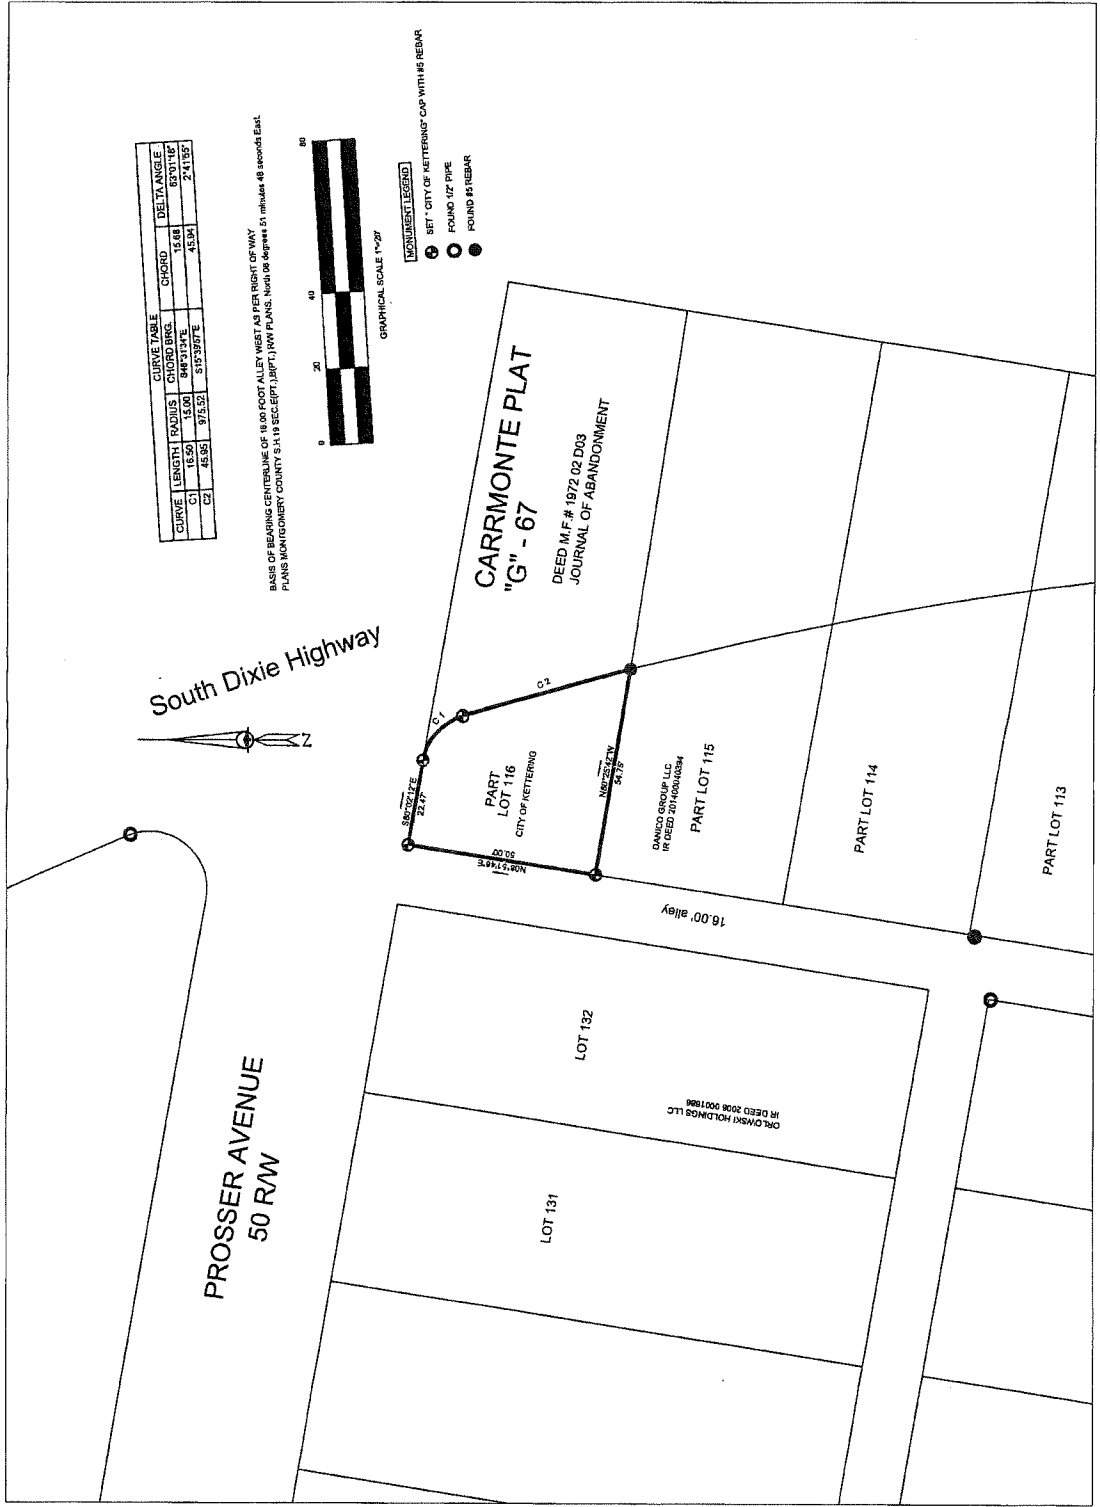 CURVE TABLE
CURVE LENGTH RADIUS CHORD BRG. CHORD DELTA ANGLE
C1 16.50 15.00 S48°31'34"E 15.68 63°01'16"
C2 45.95 975.52 S15°39'57"E 45.94 2°41'55"
BASIS OF BEARING CENTERLINE OF 16.00 FOOT ALLEY WEST AS PER RIGHT OF WAY
PLANS MONTGOMERY COUNTY S.H.19 SEC.E(PT.),B(PT.) R/W PLANS. North 08 degrees 51 minutes 48 seconds East.
0 20 40 80
GRAPHICAL SCALE 1"=20'
MONUMENT LEGEND
SET " CITY OF KETTERING" CAP WITH #5 REBAR
FOUND 1/2" PIPE
FOUND #5 REBAR
South Dixie Highway
N
CARRMONTE PLAT
"G" - 67
DEED M.F.# 1972 02 D03
JOURNAL OF ABANDONMENT
C1
C2
S80°02'12"E
22.47'
PART
LOT 116
CITY OF KETTERING
N08°51'48"E
50.00'
N80°25'42"W
54.75'
DANICO GROUP LLC
IR DEED 201400040394
PART LOT 115
PART LOT 114
PART LOT 113
16.00' alley
PROSSER AVENUE
50 R/W
LOT 132
ORLOWSKI HOLDINGS LLC
IR DEED 2006 0001886
LOT 131